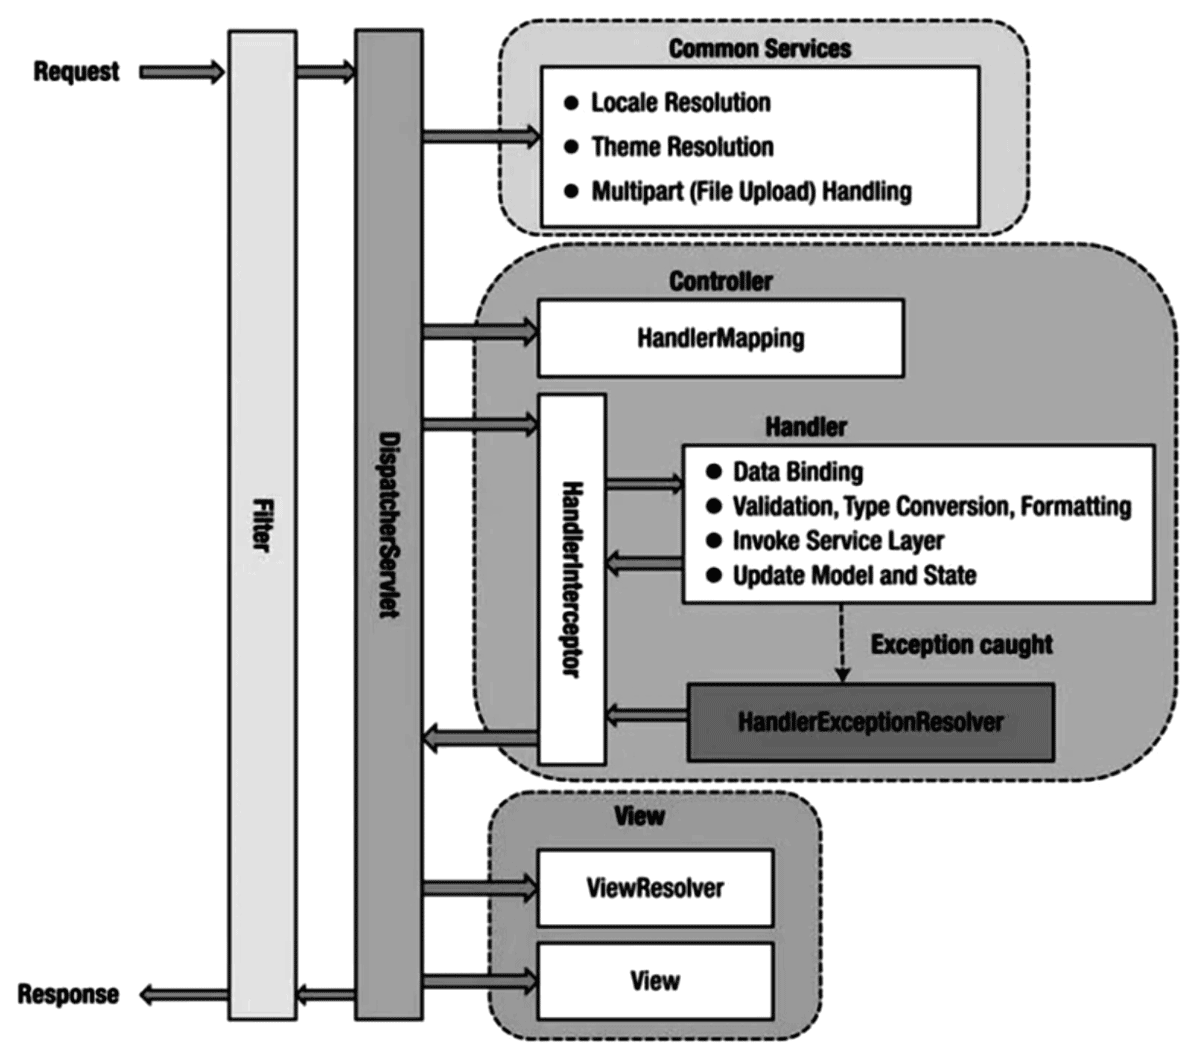 Request
Common Services
Locale Resolution
Theme Resolution
Multipart (File Upload) Handling
Controller
HandlerMapping
Filter
DispatcherServlet
HandlerInterceptor
Handler
Data Binding
Validation, Type Conversion, Formatting
Invoke Service Layer
Update Model and State
Exception caught
HandlerExceptionResolver
View
ViewResolver
View
Response